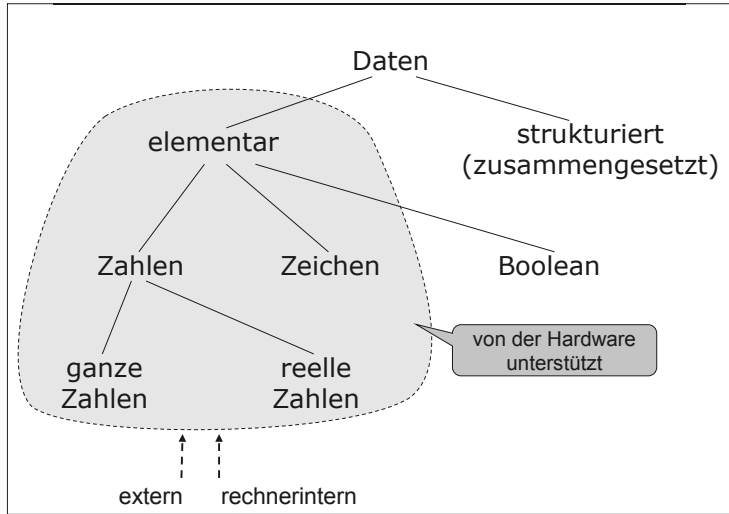 Daten
elementar
strukturiert
(zusammengesetzt)
Zahlen Zeichen Boolean
von der Hardware
unterstützt
ganze
Zahlen
reelle
Zahlen
extern rechnerintern